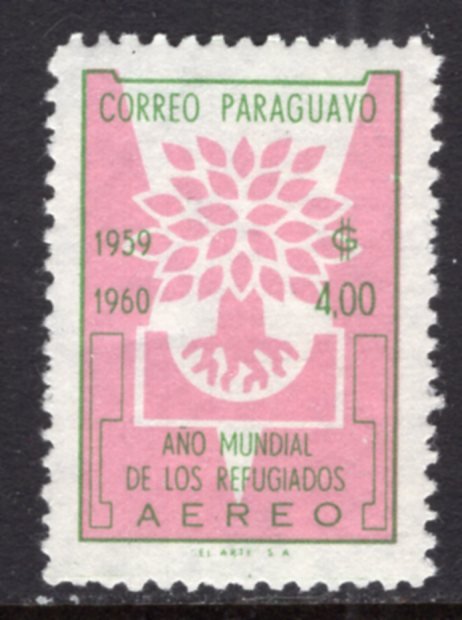 CORREO PARAGUAYO
1959 ₲
1960 4,00
AÑO MUNDIAL
DE LOS REFUGIADOS
AEREO
EL ARTE S A